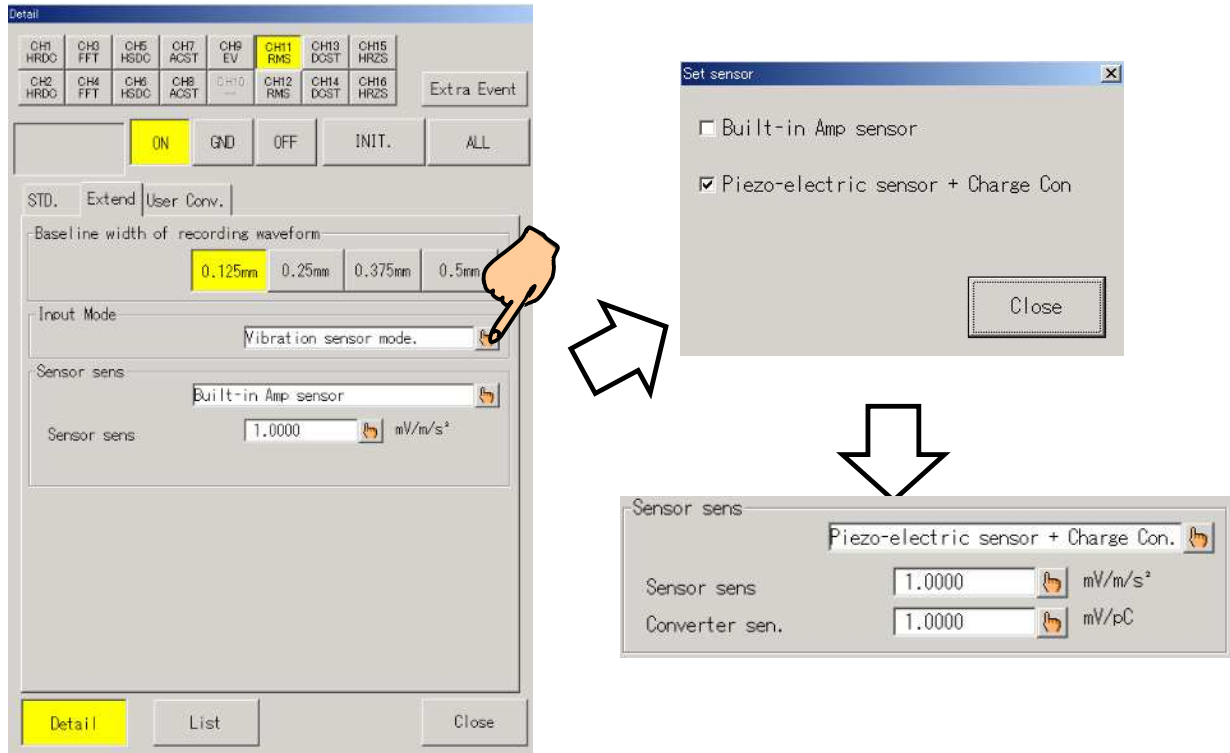 Detail
CH1 CH3 CH5 CH7 CH9 CH11 CH13 CH15
HRDC FFT HSDC ACST EV RMS DCST HRZS
CH2 CH4 CH6 CH8 CH10 CH12 CH14 CH16
HRDC FFT HSDC ACST --- RMS DCST HRZS
Extra Event
ON GND OFF INIT. ALL
STD. Extend User Conv.
Baseline width of recording waveform
0.125mm 0.25mm 0.375mm 0.5mm
Input Mode
Vibration sensor mode.
Sensor sens
Built-in Amp sensor
Sensor sens 1.0000 mV/m/s²
Detail List Close
Set sensor
Built-in Amp sensor
Piezo-electric sensor + Charge Con
Close
Sensor sens
Piezo-electric sensor + Charge Con.
Sensor sens 1.0000 mV/m/s²
Converter sen. 1.0000 mV/pC